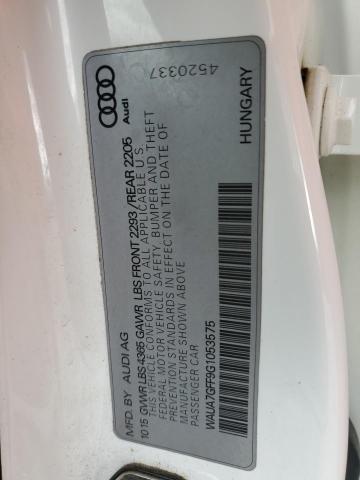 MFD. BY AUDI AG
10 15 GVWR LBS 4365 GAWR LBS FRONT 2293 / REAR 2205
THIS VEHICLE CONFORMS TO ALL APPLICABLE U.S.
FEDERAL MOTOR VEHICLE SAFETY, BUMPER AND THEFT
PREVENTION STANDARDS IN EFFECT ON THE DATE OF
MANUFACTURE SHOWN ABOVE
PASSENGER CAR
WAUA7GFF9G1053575
HUNGARY
Audi
4520337